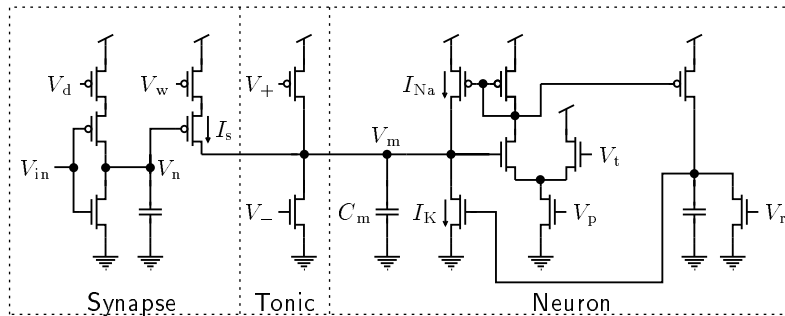 V_d
V_w
V_+
I_Na
I_s
V_m
V_in
V_n
V_t
V_-
C_m
I_K
V_p
V_r
Synapse
Tonic
Neuron